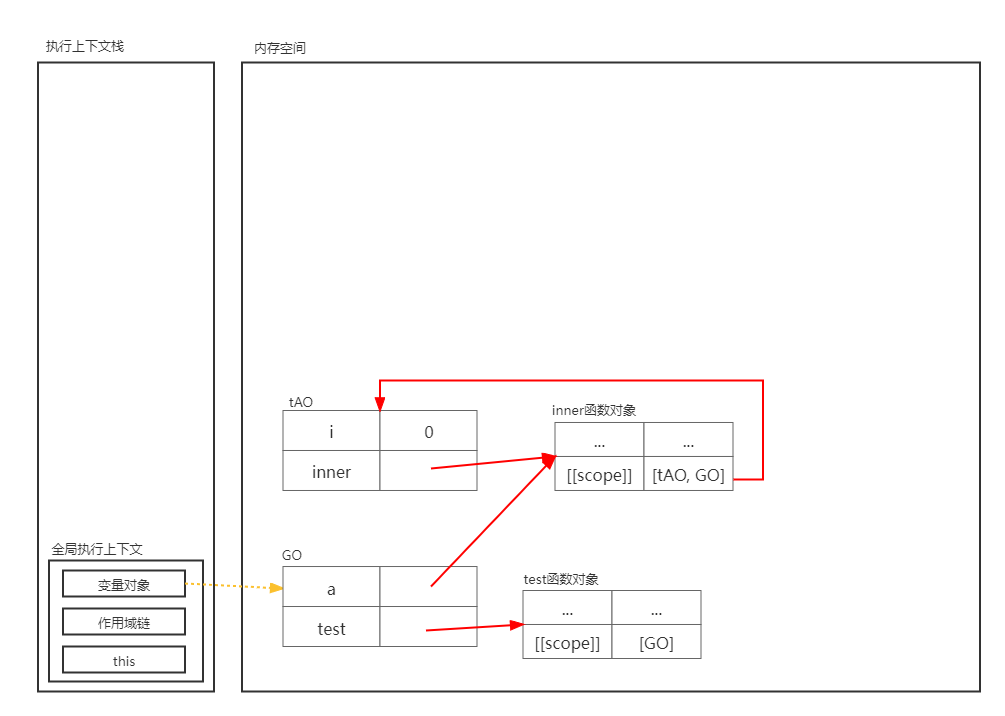 执行上下文栈
内存空间
tAO
i 0
inner
inner函数对象
... ...
[[scope]] [tAO, GO]
全局执行上下文
变量对象
作用域链
this
GO
a
test
test函数对象
... ...
[[scope]] [GO]